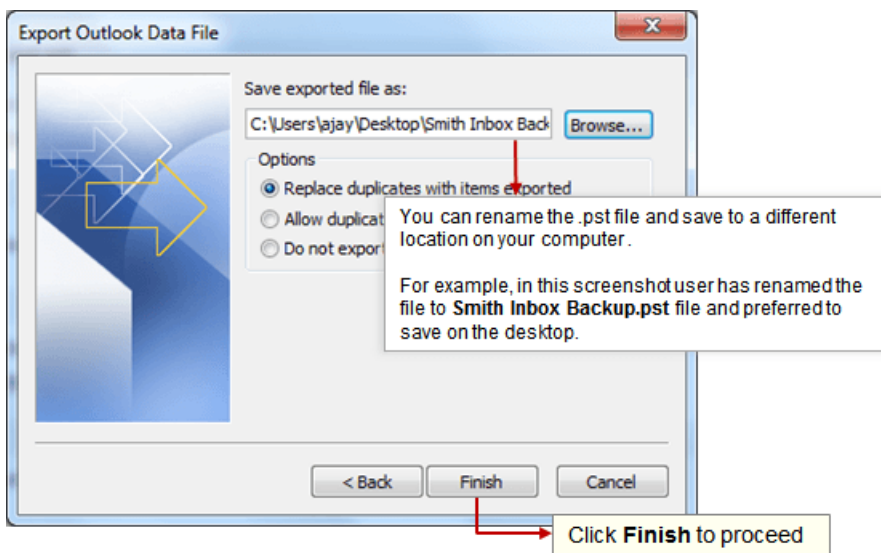 Export Outlook Data File
Save exported file as:
C:\Users\ajay\Desktop\Smith Inbox Back
Browse...
Options
Replace duplicates with items exported
Allow duplicat
Do not export
You can rename the .pst file and save to a different
location on your computer.
For example, in this screenshot user has renamed the
file to Smith Inbox Backup.pst file and preferred to
save on the desktop.
< Back
Finish
Cancel
Click Finish to proceed